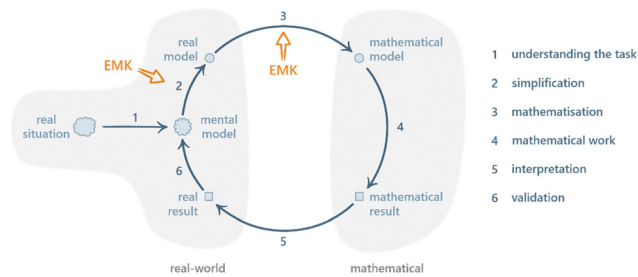 3
real
model
mathematical
model
EMK
EMK
2
real
situation
1
mental
model
4
6
real
result
mathematical
result
5
real-world
mathematical
1 understanding the task
2 simplification
3 mathematisation
4 mathematical work
5 interpretation
6 validation